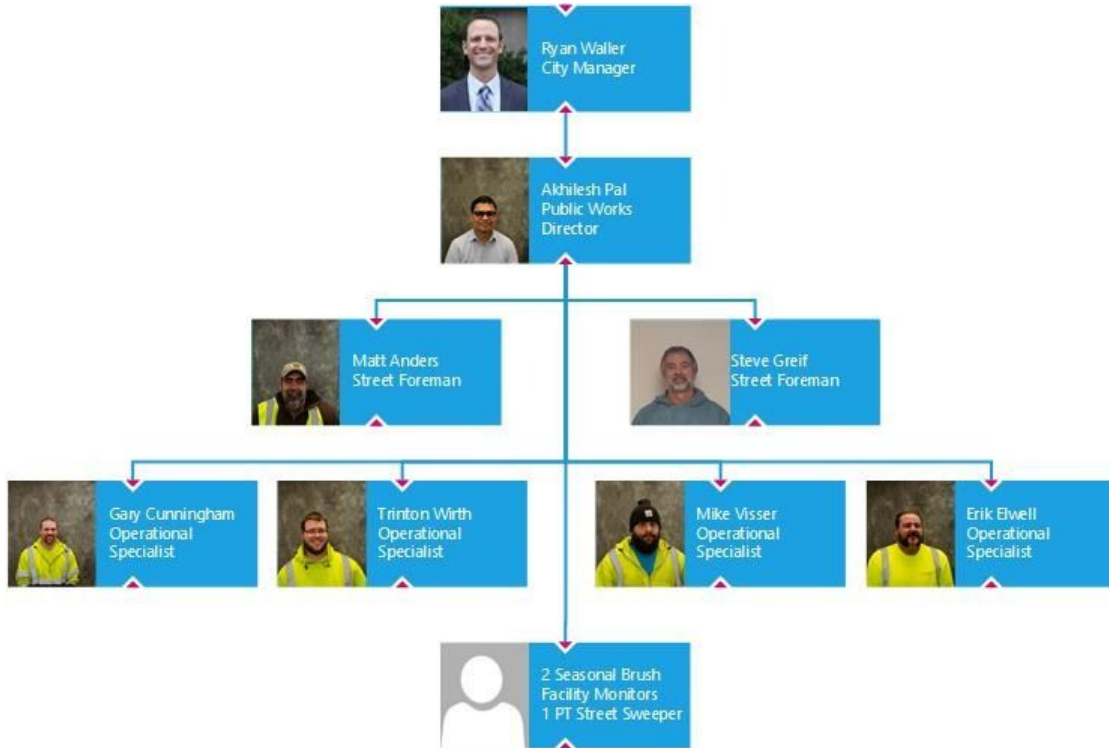 Ryan Waller
City Manager
Akhilesh Pal
Public Works
Director
Matt Anders
Street Foreman
Steve Greif
Street Foreman
Gary Cunningham
Operational
Specialist
Trinton Wirth
Operational
Specialist
Mike Visser
Operational
Specialist
Erik Elwell
Operational
Specialist
2 Seasonal Brush
Facility Monitors
1 PT Street Sweeper